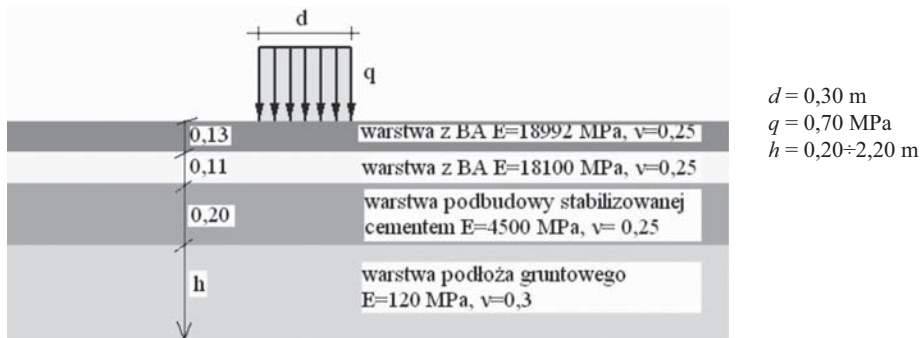 d
q
0,13
warstwa z BA E=18992 MPa, ν=0,25
0,11
warstwa z BA E=18100 MPa, ν=0,25
0,20
warstwa podbudowy stabilizowanej
cementem E=4500 MPa, ν= 0,25
h
warstwa podłoża gruntowego
E=120 MPa, ν=0,3
d = 0,30 m
q = 0,70 MPa
h = 0,20÷2,20 m